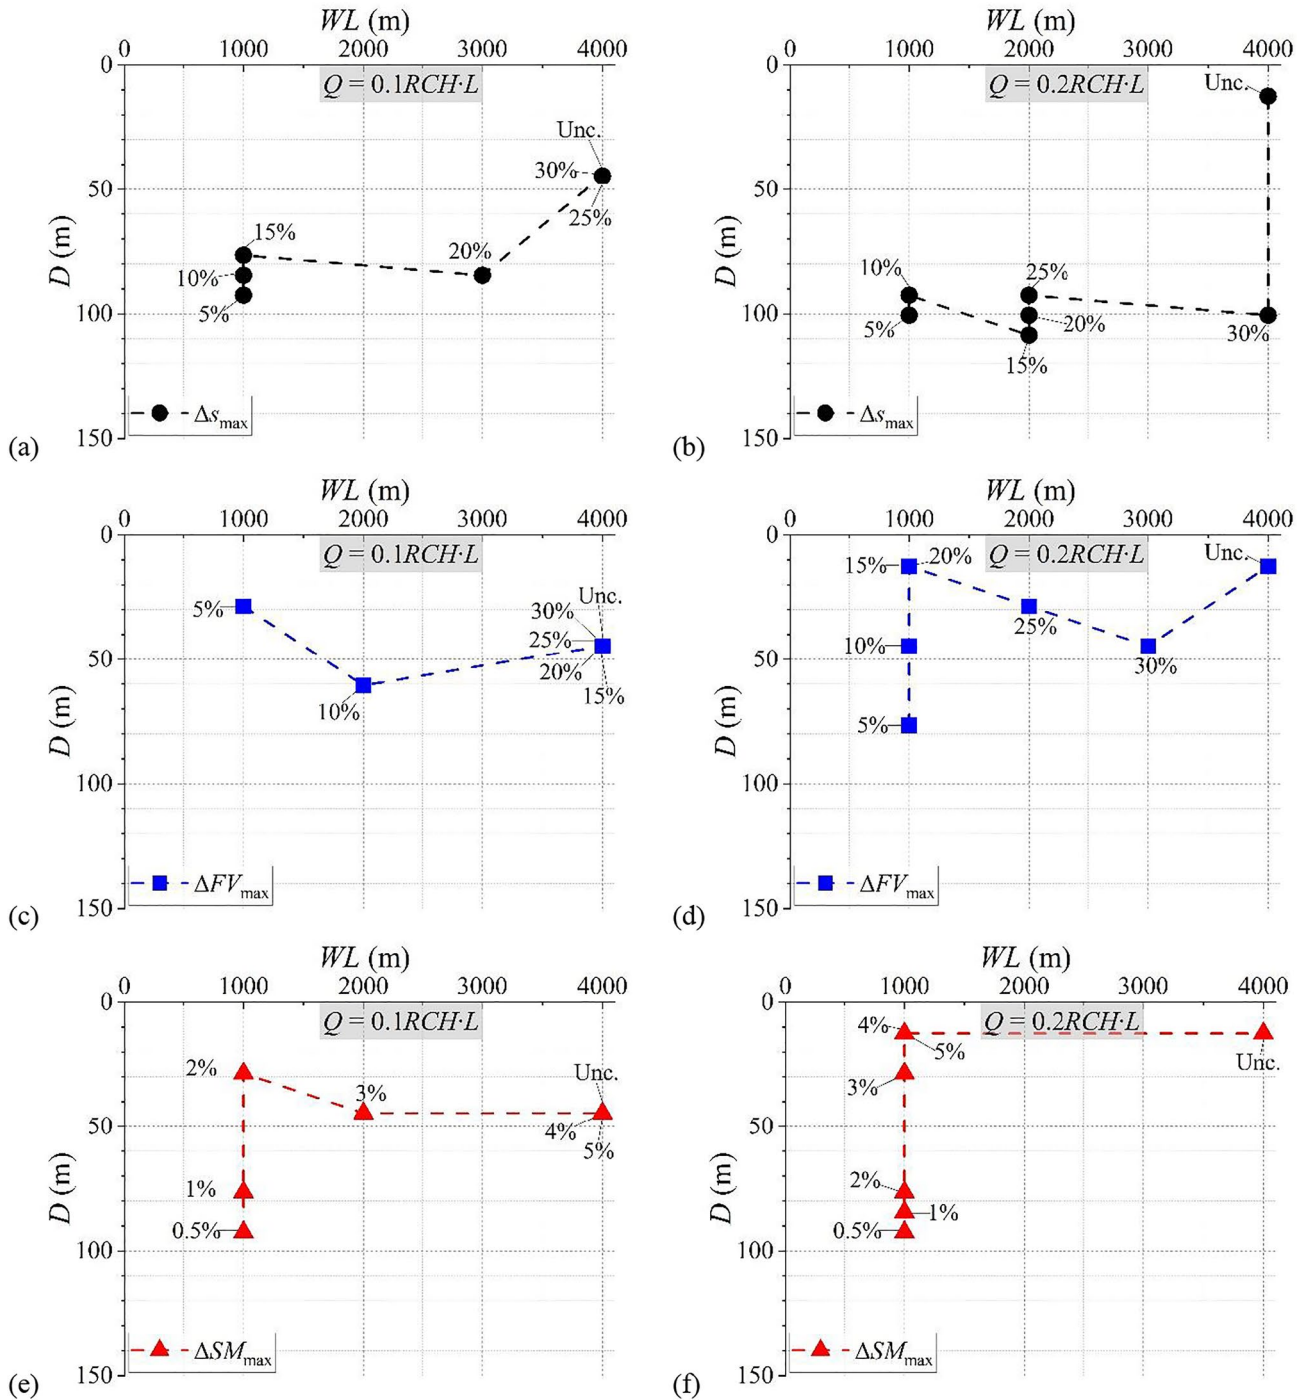 WL (m)
0 1000 2000 3000 4000
Q = 0.1RCH·L
0
50
100
150
D (m)
Unc.
30%
25%
20%
15%
10%
5%
Δs_max
(a)
WL (m)
0 1000 2000 3000 4000
Q = 0.2RCH·L
0
50
100
150
D (m)
Unc.
10%
5%
25%
20%
15%
30%
Δs_max
(b)
WL (m)
0 1000 2000 3000 4000
Q = 0.1RCH·L
0
50
100
150
D (m)
5%
10%
Unc.
30%
25%
20%
15%
ΔFV_max
(c)
WL (m)
0 1000 2000 3000 4000
Q = 0.2RCH·L
0
50
100
150
D (m)
15% 20%
Unc.
25%
10%
30%
5%
ΔFV_max
(d)
WL (m)
0 1000 2000 3000 4000
Q = 0.1RCH·L
0
50
100
150
D (m)
2%
3%
Unc.
4%
5%
1%
0.5%
ΔSM_max
(e)
WL (m)
0 1000 2000 3000 4000
Q = 0.2RCH·L
0
50
100
150
D (m)
4%
5%
Unc.
3%
2%
1%
0.5%
ΔSM_max
(f)